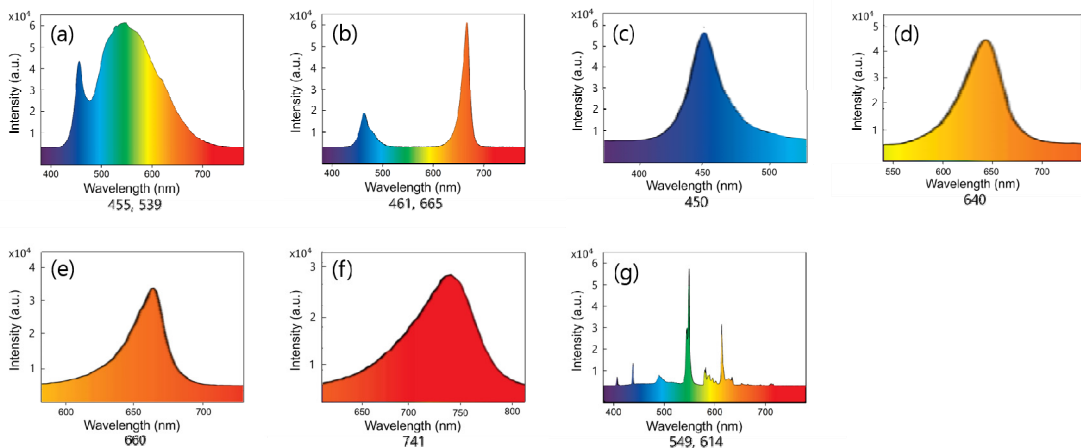 (a)
x10⁴
6
5
4
3
2
1
Intensity (a.u.)
400 500 600 700
Wavelength (nm)
455, 539
(b)
x10⁴
6
5
4
3
2
1
Intensity (a.u.)
400 500 600 700
Wavelength (nm)
461, 665
(c)
x10⁴
6
5
4
3
2
1
Intensity (a.u.)
400 450 500
Wavelength (nm)
450
(d)
x10⁶
5
4
3
2
1
Intensity (a.u.)
550 600 650 700
Wavelength (nm)
640
(e)
x10⁴
4
3
2
1
Intensity (a.u.)
580 600 700
Wavelength (nm)
660
(f)
x10⁴
3
2
1
Intensity (a.u.)
650 700 750 800
Wavelength (nm)
741
(g)
x10⁴
6
5
4
3
2
1
Intensity (a.u.)
400 500 600 700
Wavelength (nm)
549, 614